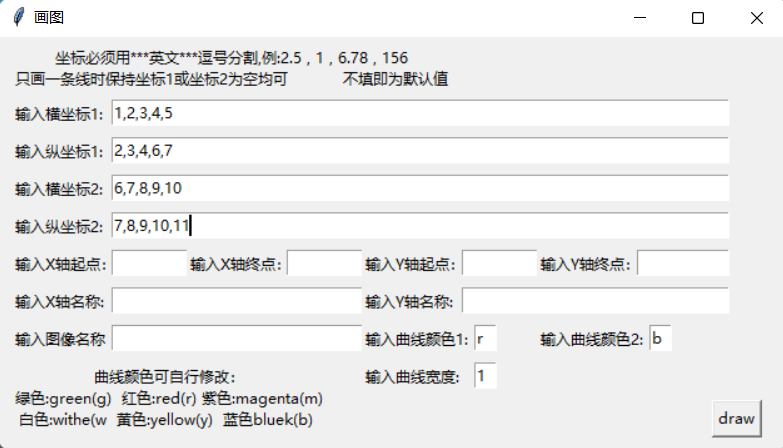 画图
坐标必须用***英文***逗号分割,例:2.5 , 1 , 6.78 , 156
只画一条线时保持坐标1或坐标2为空均可 不填即为默认值
输入横坐标1: 1,2,3,4,5
输入纵坐标1: 2,3,4,6,7
输入横坐标2: 6,7,8,9,10
输入纵坐标2: 7,8,9,10,11
输入X轴起点: 输入X轴终点: 输入Y轴起点: 输入Y轴终点:
输入X轴名称: 输入Y轴名称:
输入图像名称 输入曲线颜色1: r 输入曲线颜色2: b
曲线颜色可自行修改: 输入曲线宽度: 1
绿色:green(g) 红色:red(r) 紫色:magenta(m)
白色:withe(w 黄色:yellow(y) 蓝色bluek(b)
draw